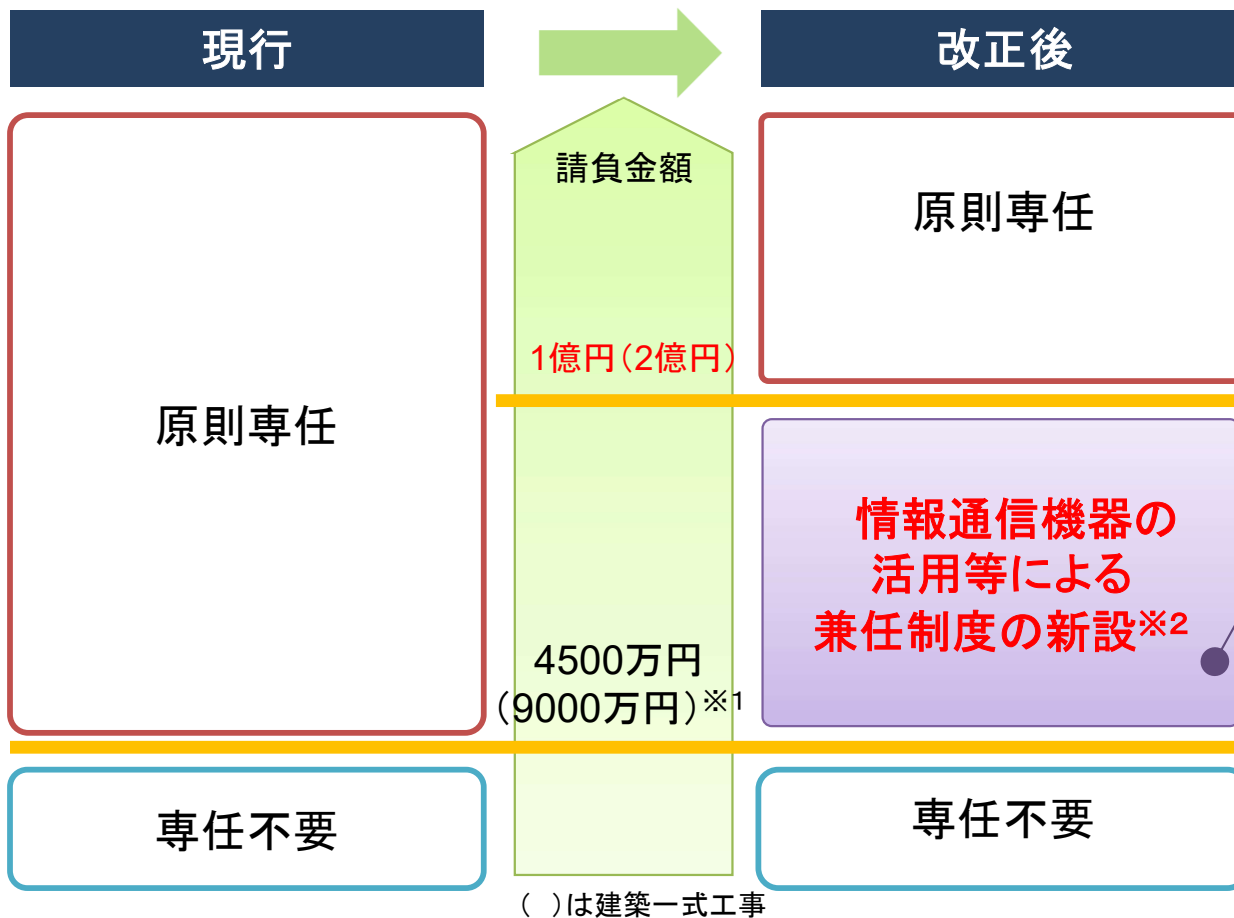 現行
改正後
請負金額
原則専任
1億円（2億円）
原則専任
情報通信機器の
活用等による
兼任制度の新設※2
4500万円
（9000万円）※1
専任不要
専任不要
（　）は建築一式工事